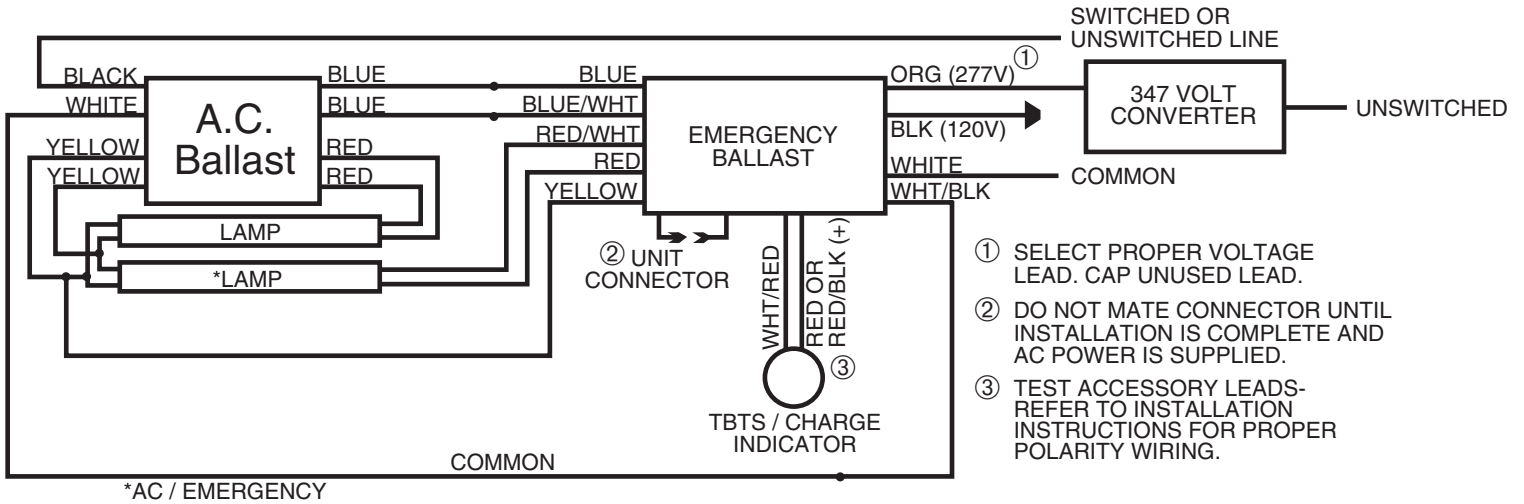 SWITCHED OR
UNSWITCHED LINE
BLACK
WHITE
YELLOW
YELLOW
A.C.
Ballast
BLUE
BLUE
RED
RED
LAMP
*LAMP
BLUE
BLUE/WHT
RED/WHT
RED
YELLOW
EMERGENCY
BALLAST
ORG (277V)
①
BLK (120V)
WHITE
WHT/BLK
347 VOLT
CONVERTER
UNSWITCHED
COMMON
② UNIT
CONNECTOR
WHT/RED
RED OR
RED/BLK (+)
③
TBTS / CHARGE
INDICATOR
① SELECT PROPER VOLTAGE
LEAD. CAP UNUSED LEAD.
② DO NOT MATE CONNECTOR UNTIL
INSTALLATION IS COMPLETE AND
AC POWER IS SUPPLIED.
③ TEST ACCESSORY LEADS-
REFER TO INSTALLATION
INSTRUCTIONS FOR PROPER
POLARITY WIRING.
COMMON
*AC / EMERGENCY